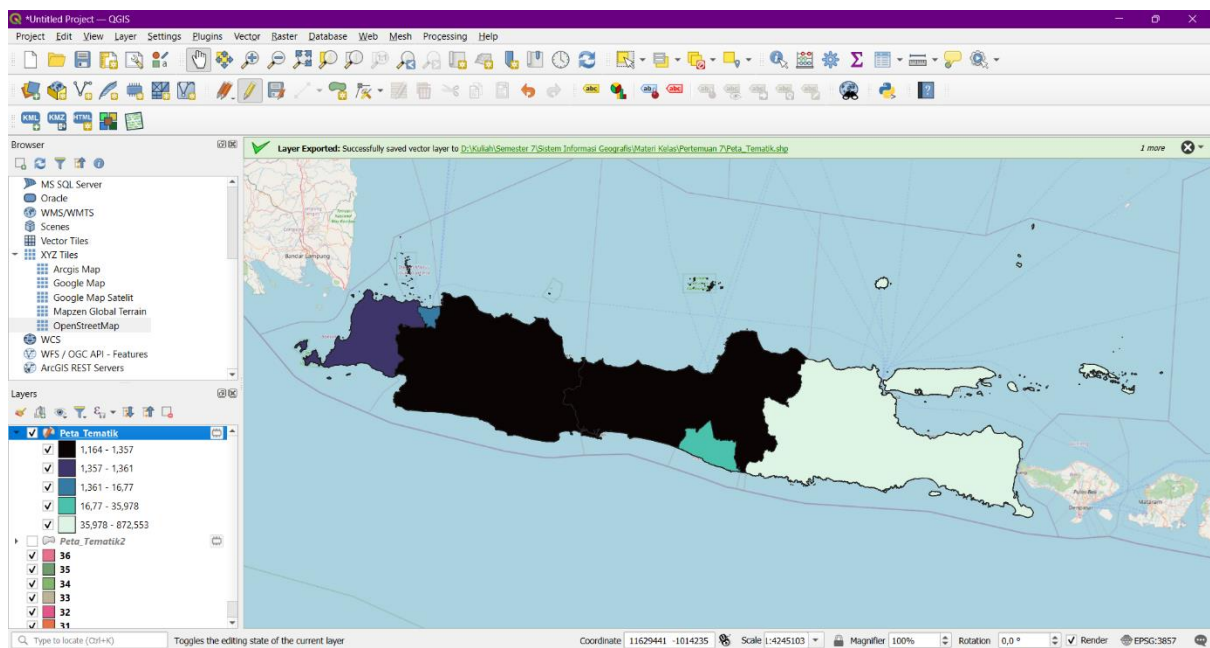 *Untitled Project — QGIS
Project Edit View Layer Settings Plugins Vector Raster Database Web Mesh Processing Help
KML KMZ HTML
Browser
Layer Exported: Successfully saved vector layer to D:\Kuliah\Semester 7\Sistem Informasi Geografis\Materi Kelas\Pertemuan 7\Peta_Tematik.shp
1 more
MS SQL Server
Oracle
WMS/WMTS
Scenes
Vector Tiles
XYZ Tiles
Arcgis Map
Google Map
Google Map Satelit
Mapzen Global Terrain
OpenStreetMap
WCS
WFS / OGC API - Features
ArcGIS REST Servers
Bandar Lampung
Layers
Peta_Tematik
1,164 - 1,357
1,357 - 1,361
1,361 - 16,77
16,77 - 35,978
35,978 - 872,553
Peta_Tematik2
36
35
34
33
32
31
Denpasar
Mataram
Type to locate (Ctrl+K)
Toggles the editing state of the current layer
Coordinate 11629441 -1014235
Scale 1:4245103
Magnifier 100%
Rotation 0,0 °
Render
EPSG:3857